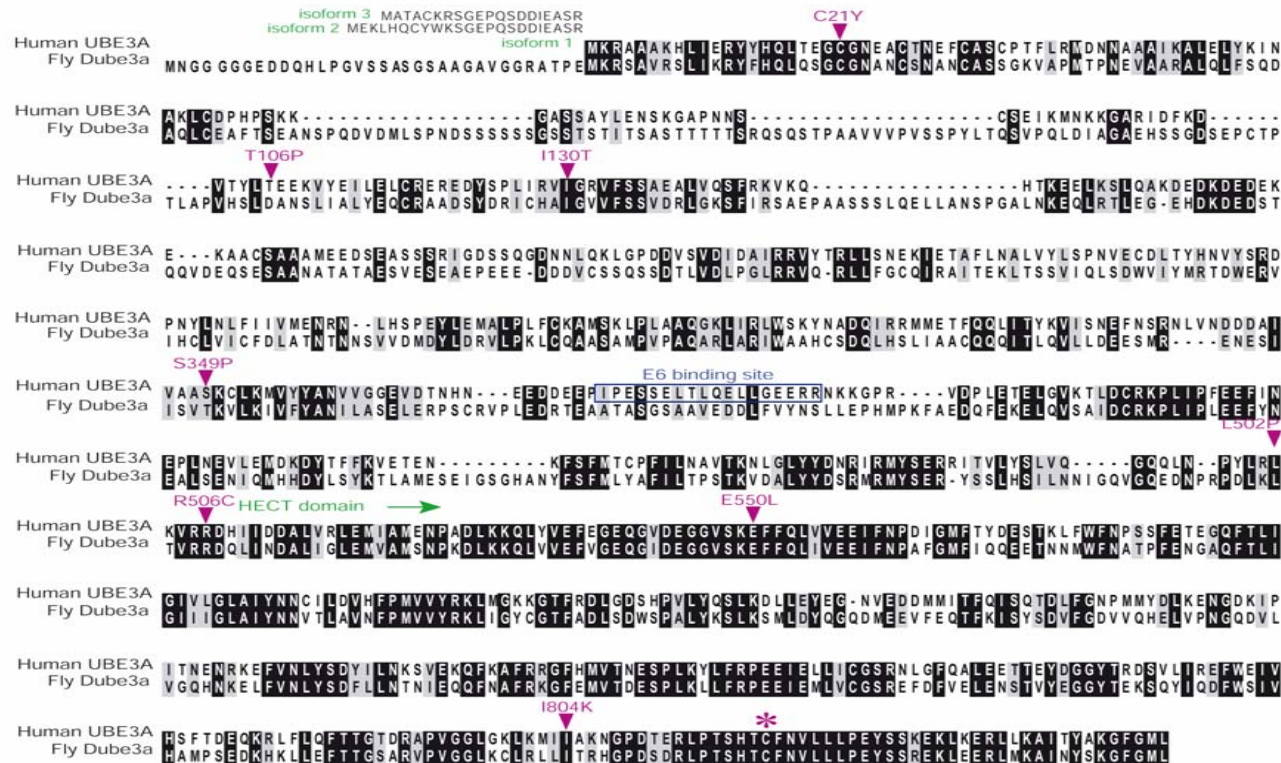 isoform 3 MATACKRSGEPQSDDIEASR
isoform 2 MEKLHQCYWKSGEPQSDDIEASR
isoform 1
C21Y
Human UBE3A MKRAAAKHLIERYYHQLTEGCGNEACTNEFCASCPTFLRMDNNAAAIKALELYKIN
Fly Dube3a MNGGGGGEDDQHLPGVSSASGSAAGAVGGRATPEMKRSAVRSLIKRYFHQLQSGCGNANCSNANCASSGKVAPMTPNEVAARALQLFSQD
Human UBE3A AKLCDPHPSKK-------------------GASSAYLENSKGAPNNS---------------------CSEIKMNKKGARIDFKD-----
Fly Dube3a AQLCEAFTSEANSPQDVDMLSPNDSSSSSSGSSTSTITSASTTTTTSRQSQSTPAAVVVPVSSPYLTQSVPQLDIAGAEHSSGDSEPCTP
T106P I130T
Human UBE3A ----VTYLTEEKVYEILELCREREDYSPLIRVIGRVFSSAEALVQSFRKVKQ-----------------HTKEELKSLQAKDEDKDEDEK
Fly Dube3a TLAPVHSLDANSLIALYEQCRAADSYDRICHAIGVVFSSVDRLGKSFIRSAEPAASSSLQELLANSPGALNKEQLRTLEG-EHDKDEDST
Human UBE3A E---KAACSAAAMEEDSEASSSRIGDSSQGDNNLQKLGPDDVSVDIDAIRRVYTRLLSNEKIETAFLNALVYLSPNVECDLTYHNVYSRD
Fly Dube3a QQVDEQSESAANATATAESVESEAEPEEE-DDDVCSSQSSDTLVDLPGLRRVQ-RLLFGCQIRAITEKLTSSVIQLSDWVIYMRTDWERV
Human UBE3A PNYLNLFIIVMENRN--LHSPEYLEMALPLFCKAMSKLPLAAQGKLIRLWSKYNADQIRRMMETFQQLITYKVISNEFNSRNLVNDDDAI
Fly Dube3a IHCLVICFDLATNTNNSVVDMDYLDRVLPKLCQAASAMPVPAQARLARIWAAHCSDQLHSLIAACQQQITLQVLLDEESMR----ENESI
S349P
E6 binding site
Human UBE3A VAASKCLKMVYYANVVGGEVDTNHN---EEDDEEPIPESSELTLQELLGEERRNKKGPR---VDPLETELGVKTLDCRKPLIPFEEFIN
Fly Dube3a ISVTKVLKIVFYANILASELERPSCRVPLEDRTEAATASGSAAVEDDLFVYNSLLEPHMPKFAEDQFEKELQVSAIDCRKPLIPLEEFYN
L502P
Human UBE3A EPLNEVLEMDKDYTFFKVETEN---------KFSFMTCPFILNAVTKNLGLYYDNRIRMYSERRITVLYSLVQ-----GQQLN-PYLRL
Fly Dube3a EALSENIQMHHDYLSYKTLAMESEIGSGHANYFSFMLYAFILTPSTKVDALYYDSRMRMYSER-YSSLHSILNNIGQVGQEDNPRPDLKL
R506C HECT domain E550L
Human UBE3A KVRRDHIIDDALVRLEMIAMENPADLKKQLYVEFEGEQGVDEGGVSKEFFQLVVEEIFNPDIGMFTYDESTKLFWFNPSSFETEGQFTLI
Fly Dube3a TVRRDQLINDALIGLEMVAMSNPKDLKKQLVVEFVGEQGIDEGGVSKEFFQLIVEEIFNPAFGMFIQQEETNNMWFNATPFENGAQFTLI
Human UBE3A GIVLGLAIYNNCILDVHFPMVVYRKLMGKKGTFRDLGDSHPVLYQSLKDLLEYEG-NVEDDMMITFQISQTDLFGNPMMYDLKENGDKIP
Fly Dube3a GIIIGLAIYNNVTLAVNFPMVVYRKLIGYCGTFADLSDWSPALYKSLKSMLDYQGQDMEEVFEQTFKISYSDVFGDVVQHELVPNGQDVL
Human UBE3A ITNENRKEFVNLYSDYILNKSVEKQFKAFRRGFHMVTNESPLKYLFRPEEIELLICGSRNLGFQALEETTEYDGGYTRDSVLIREFWEIV
Fly Dube3a VGQHNKELFVNLYSDFLLNTNIEQQFNAFRKGFEMVTDESPLKLLFRPEEIEMLVCGSREFDFVELENSTVYEGGYTEKSQYIQDFWSIV
I804K *
Human UBE3A HSFTDEQKRLFLQFTTGTDRAPVGGLGKLKMIIAKNGPDTERLPTSHTCFNVLLLPEYSSKEKLKERLLKAITYAKGFGML
Fly Dube3a HAMPSEDKHKLLEFTTGSARVPVGGLKCLRLLITRHGPDSDRLPTSHTCFNVLLLPEYSSREKLEERLMKAINYSKGFGML